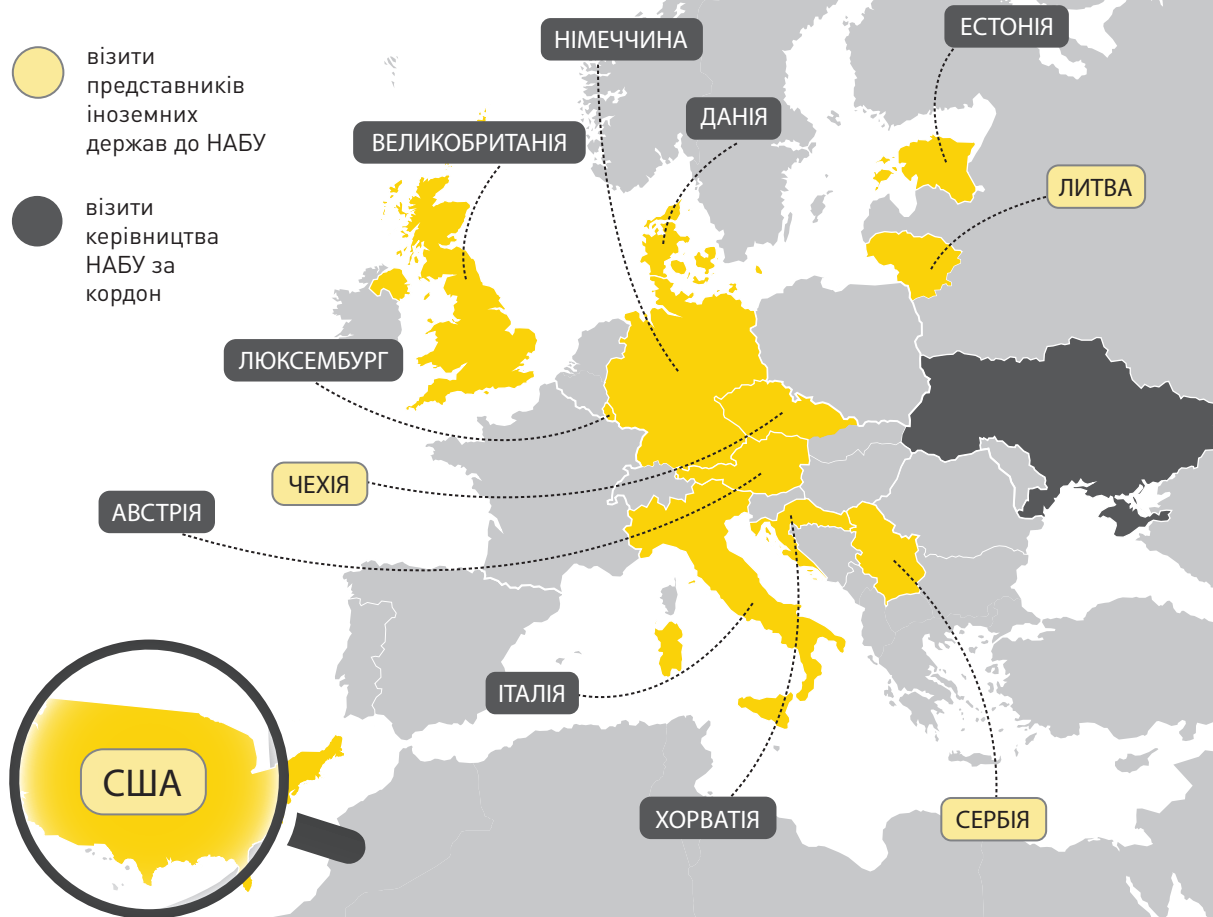 візити
представників
іноземних
держав до НАБУ
візити
керівництва
НАБУ за
кордон
НІМЕЧЧИНА
ЕСТОНІЯ
ДАНІЯ
ВЕЛИКОБРИТАНІЯ
ЛИТВА
ЛЮКСЕМБУРГ
ЧЕХІЯ
АВСТРІЯ
ІТАЛІЯ
США
ХОРВАТІЯ
СЕРБІЯ